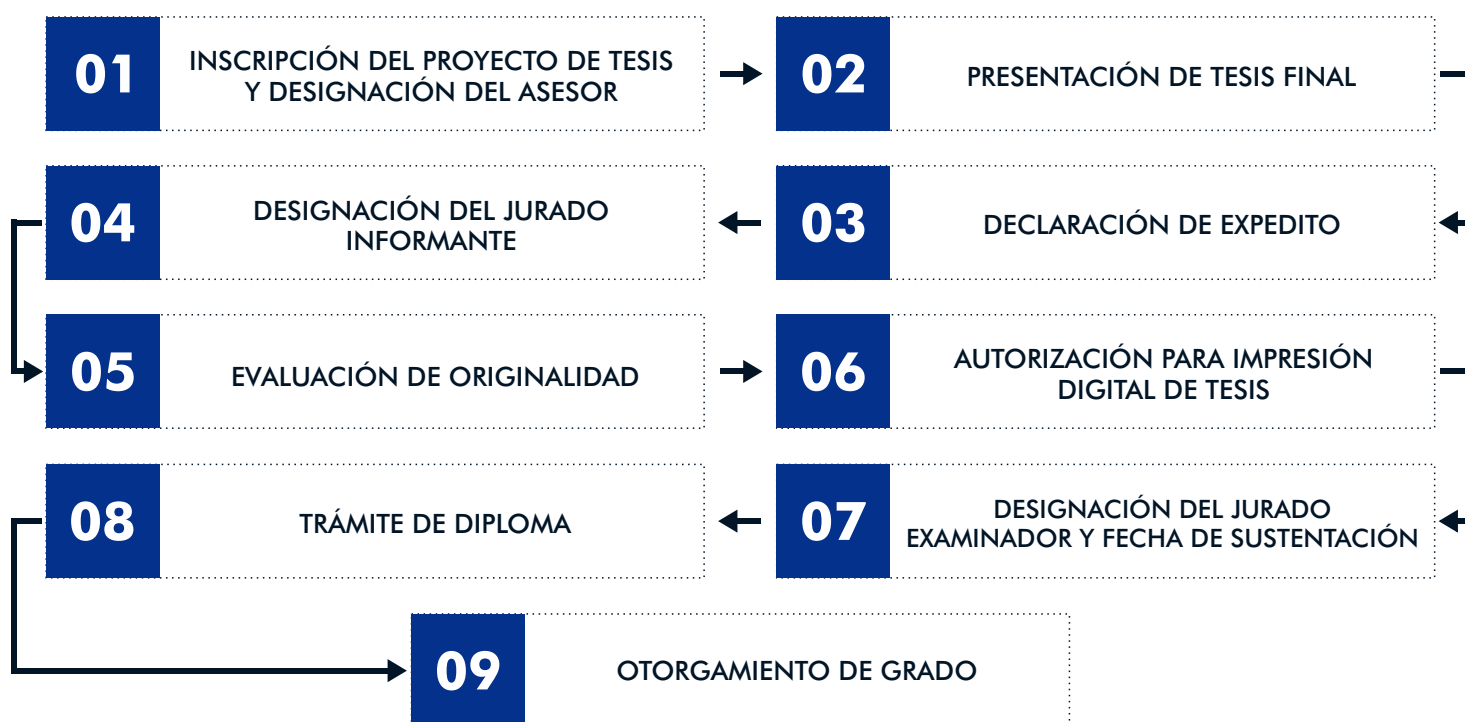 01
INSCRIPCIÓN DEL PROYECTO DE TESIS
Y DESIGNACIÓN DEL ASESOR
02
PRESENTACIÓN DE TESIS FINAL
03
DECLARACIÓN DE EXPEDITO
04
DESIGNACIÓN DEL JURADO
INFORMANTE
05
EVALUACIÓN DE ORIGINALIDAD
06
AUTORIZACIÓN PARA IMPRESIÓN
DIGITAL DE TESIS
07
DESIGNACIÓN DEL JURADO
EXAMINADOR Y FECHA DE SUSTENTACIÓN
08
TRÁMITE DE DIPLOMA
09
OTORGAMIENTO DE GRADO